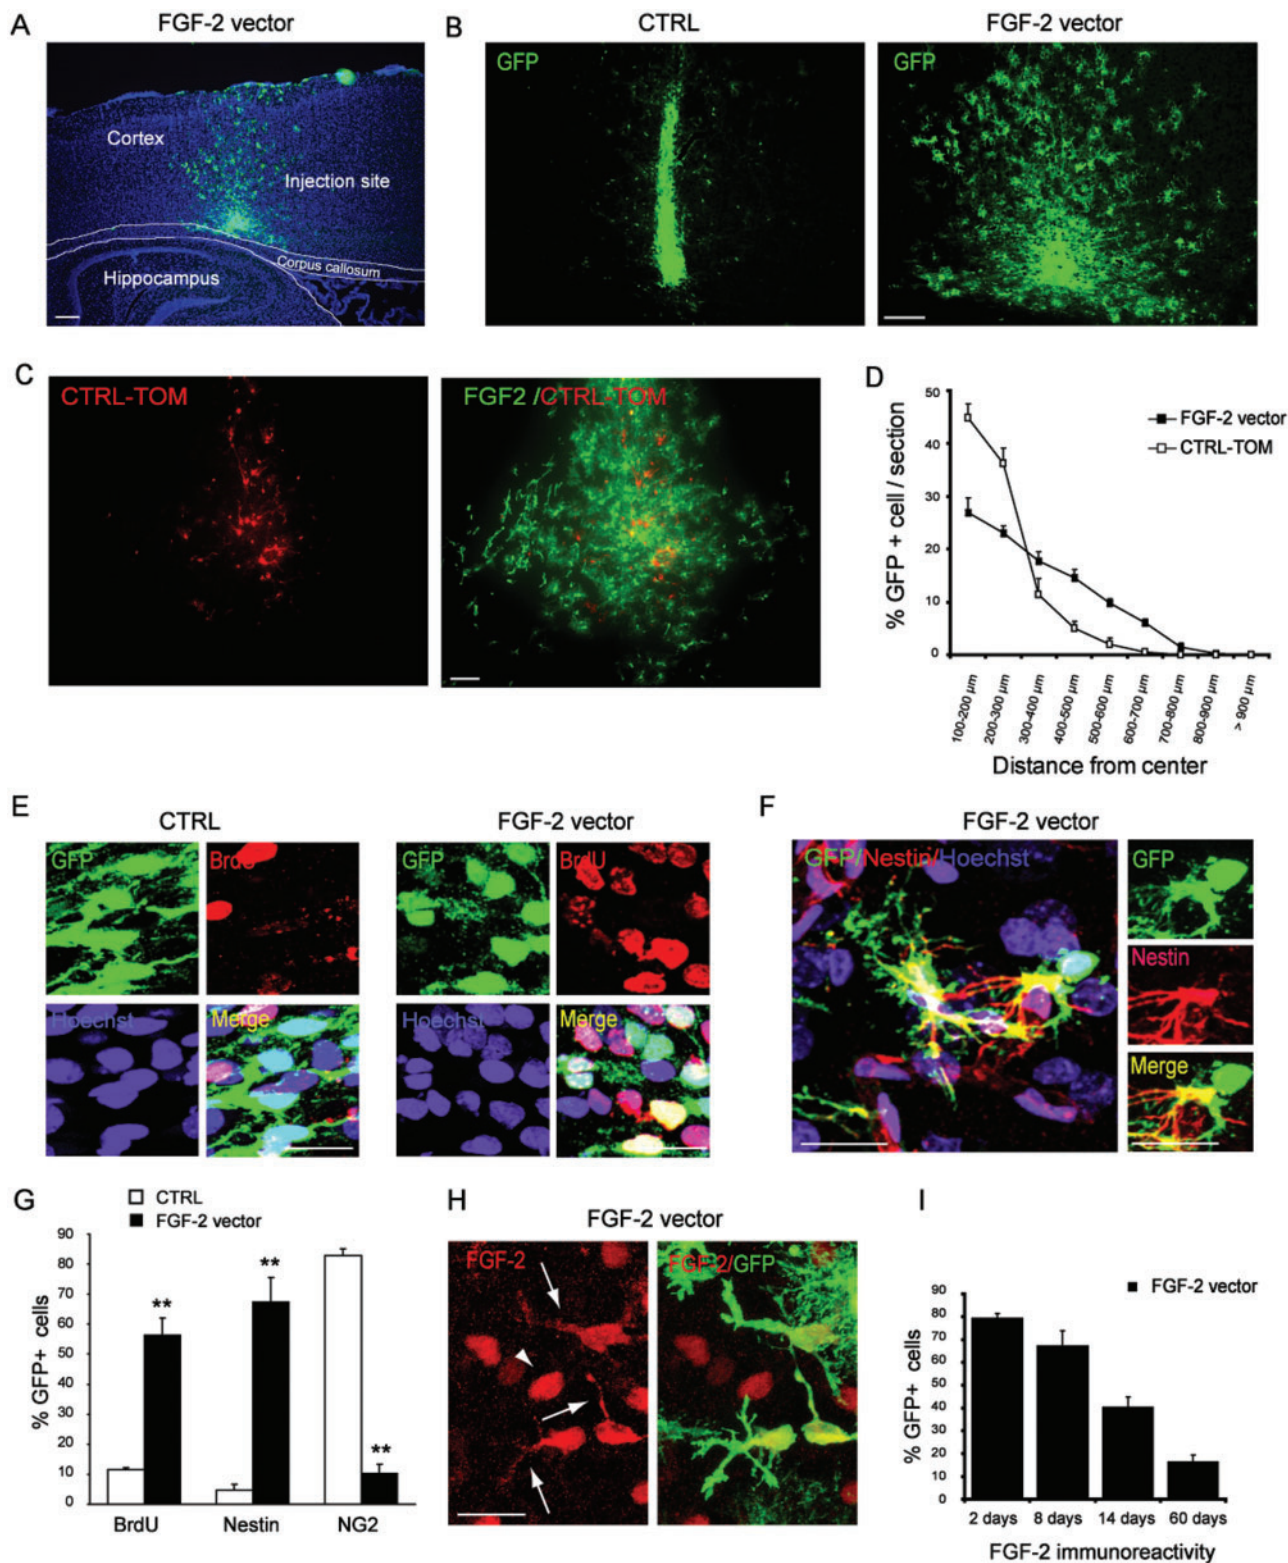 A
FGF-2 vector
Cortex
Injection site
Corpus callosum
Hippocampus
B
CTRL
FGF-2 vector
GFP
GFP
C
CTRL-TOM
FGF2 /CTRL-TOM
D
50
40
30
20
10
0
% GFP + cell / section
FGF-2 vector
CTRL-TOM
100-200 µm
200-300 µm
300-400 µm
400-500 µm
500-600 µm
600-700 µm
700-800 µm
800-900 µm
> 900 µm
Distance from center
E
CTRL
FGF-2 vector
GFP
BrdU
GFP
BrdU
Hoechst
Merge
Hoechst
Merge
F
FGF-2 vector
GFP/Nestin/Hoechst
GFP
Nestin
Merge
G
CTRL
FGF-2 vector
90
80
70
60
50
40
30
20
10
0
% GFP+ cells
**
**
**
BrdU
Nestin
NG2
H
FGF-2 vector
FGF-2
FGF-2/GFP
I
FGF-2 vector
90
80
70
60
50
40
30
20
10
0
% GFP+ cells
2 days
8 days
14 days
60 days
FGF-2 immunoreactivity